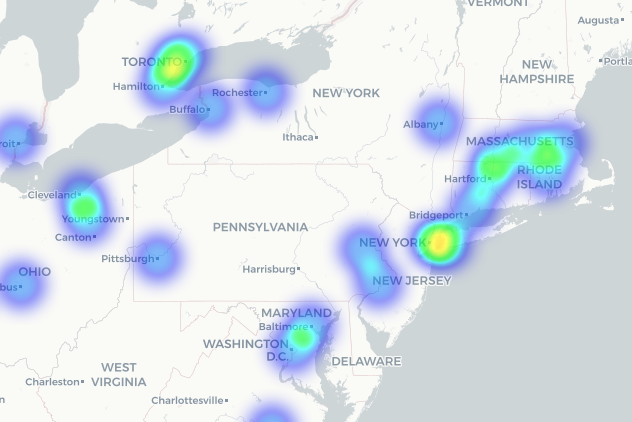 VERMONT
Augusta
TORONTO
Portla
NEW
HAMPSHIRE
Hamilton
Rochester
NEW YORK
Buffalo
Albany
roit
Ithaca
MASSACHUSETTS
Hartford
RHODE
ISLAND
Cleveland
Youngstown
Bridgeport
PENNSYLVANIA
Canton
NEW YORK
Pittsburgh
Harrisburg
OHIO
bus
NEW JERSEY
MARYLAND
Baltimore
WASHINGTON,
D.C.
DELAWARE
WEST
VIRGINIA
Charleston
Charlottesville
n